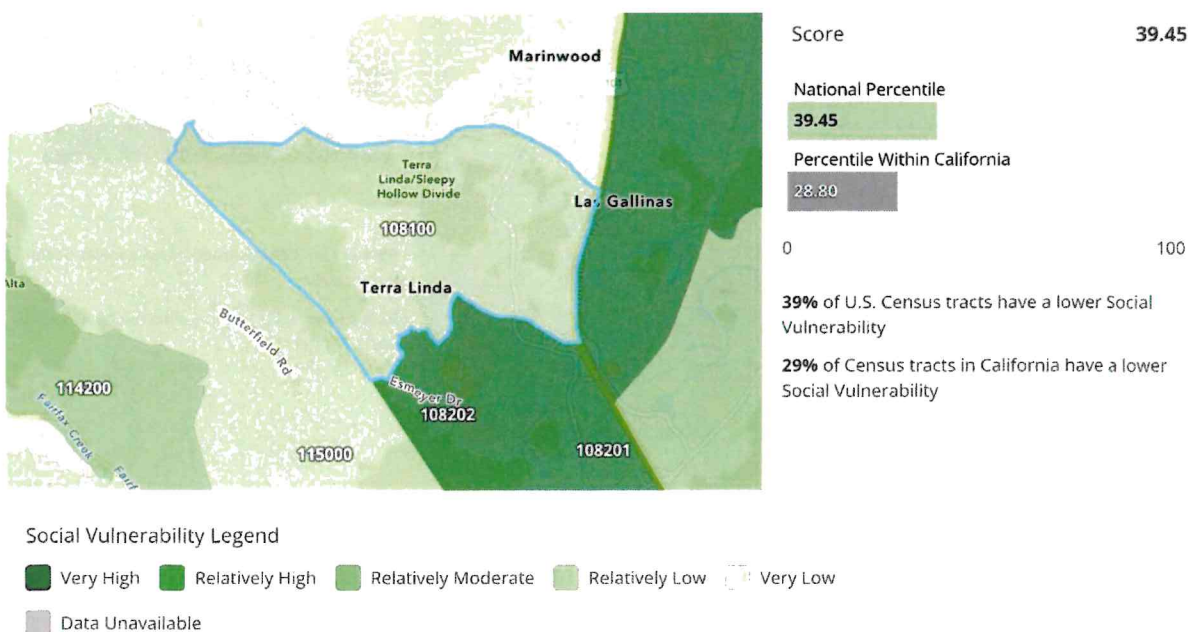 Marinwood
101
Terra
Linda/Sleepy
Hollow Divide
Las Gallinas
108100
Terra Linda
Alta
Butterfield Rd
114200
Esmeyer Dr
108202
Fairfax Creek
Fairf
115000
108201
Score 39.45
National Percentile
39.45
Percentile Within California
28.80
0 100
39% of U.S. Census tracts have a lower Social
Vulnerability
29% of Census tracts in California have a lower
Social Vulnerability
Social Vulnerability Legend
Very High Relatively High Relatively Moderate Relatively Low Very Low
Data Unavailable